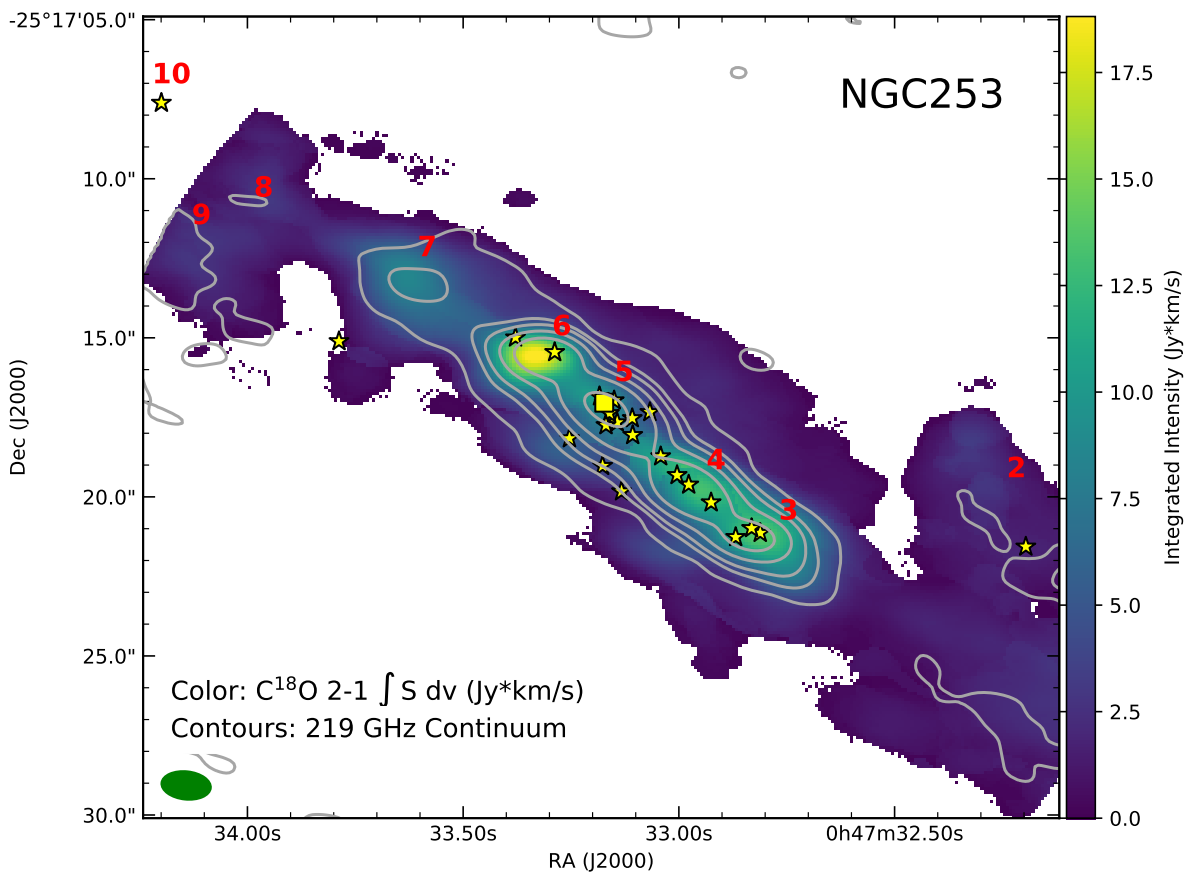 -25°17'05.0"
10
NGC253
17.5
15.0
10.0"
8
9
7
12.5
15.0"
6
5
10.0
Dec (J2000)
Integrated Intensity (Jy*km/s)
4
2
20.0"
3
7.5
5.0
25.0"
Color: C¹⁸O 2-1 ∫ S dv (Jy*km/s)
2.5
Contours: 219 GHz Continuum
30.0"
0.0
34.00s
33.50s
33.00s
0h47m32.50s
RA (J2000)